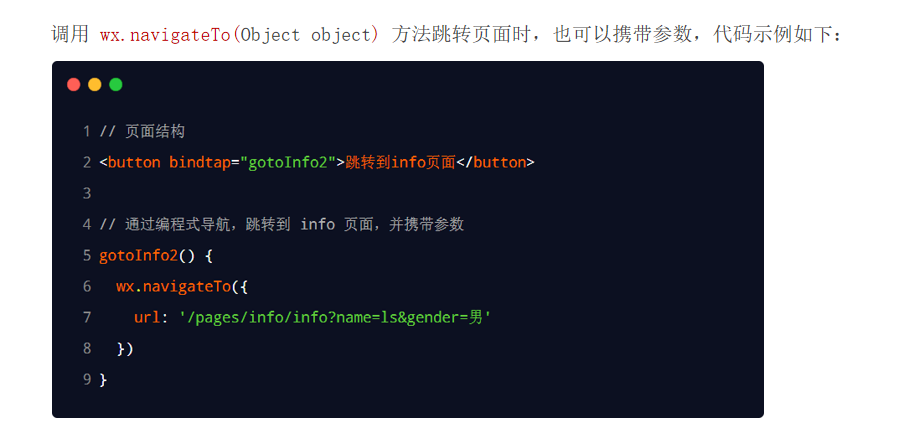 调用 wx.navigateTo(Object object) 方法跳转页面时，也可以携带参数，代码示例如下：
1 // 页面结构
2 <button bindtap="gotoInfo2">跳转到info页面</button>
3
4 // 通过编程式导航，跳转到 info 页面，并携带参数
5 gotoInfo2() {
6   wx.navigateTo({
7     url: '/pages/info/info?name=ls&gender=男'
8   })
9 }